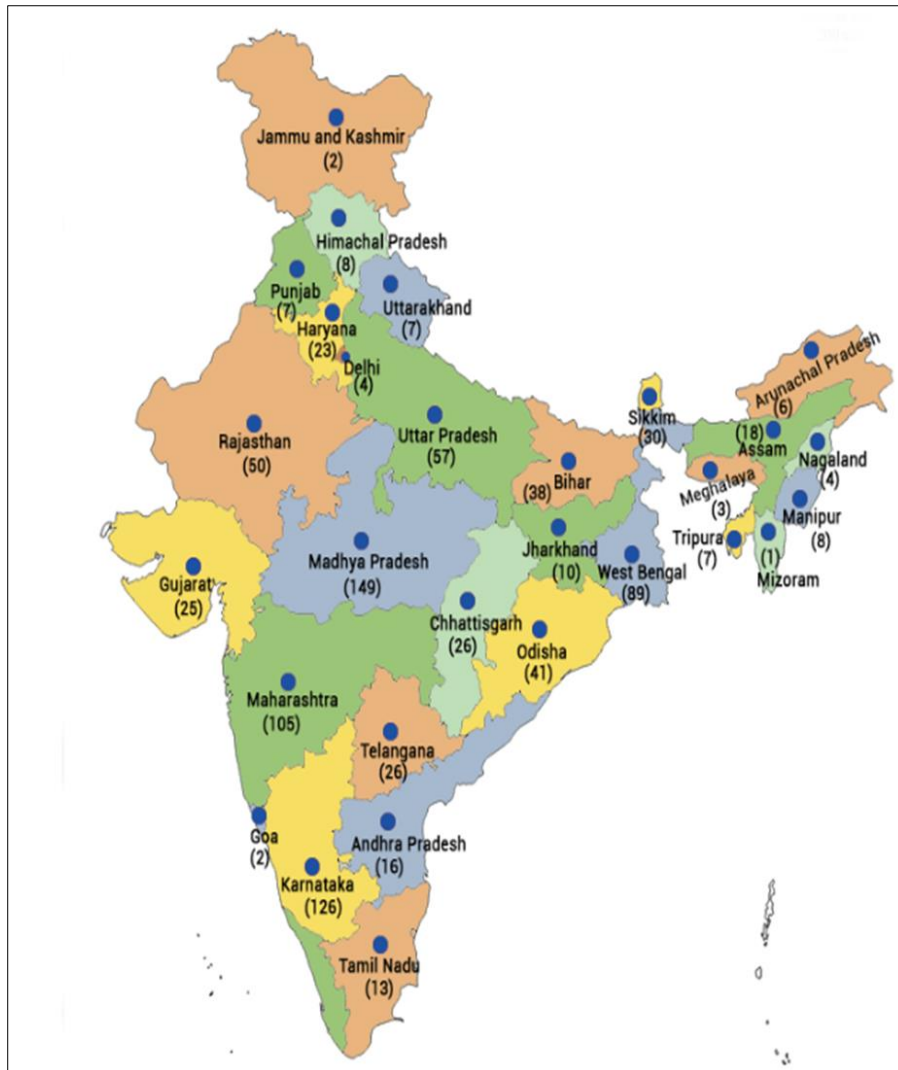 Jammu and Kashmir
(2)
Himachal Pradesh
(8)
Punjab
(7)
Uttarakhand
(7)
Haryana
(23)
Delhi
(4)
Rajasthan
(50)
Uttar Pradesh
(57)
Bihar
(38)
Sikkim
(30)
Arunachal Pradesh
(6)
(18)
Assam
Nagaland
(4)
Meghalaya
(3)
Manipur
(8)
Tripura
(7)
(1)
Mizoram
Gujarat
(25)
Madhya Pradesh
(149)
Jharkhand
(10)
West Bengal
(89)
Chhattisgarh
(26)
Odisha
(41)
Maharashtra
(105)
Telangana
(26)
Goa
(2)
Andhra Pradesh
(16)
Karnataka
(126)
Tamil Nadu
(13)